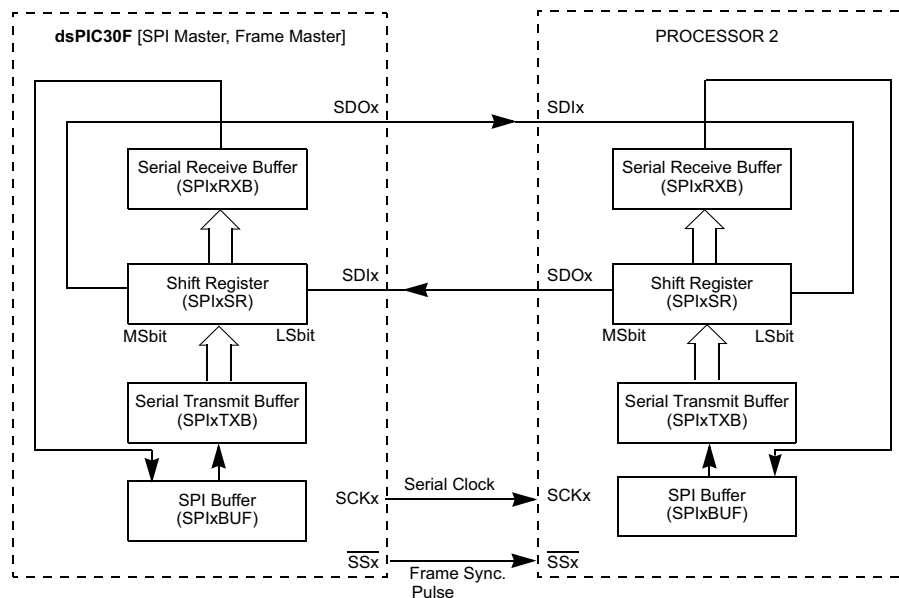 dsPIC30F [SPI Master, Frame Master]
PROCESSOR 2
SDOx
SDIx
Serial Receive Buffer
(SPIxRXB)
Serial Receive Buffer
(SPIxRXB)
SDIx
SDOx
Shift Register
(SPIxSR)
Shift Register
(SPIxSR)
MSbit
LSbit
MSbit
LSbit
Serial Transmit Buffer
(SPIxTXB)
Serial Transmit Buffer
(SPIxTXB)
SPI Buffer
(SPIxBUF)
SCKx
Serial Clock
SCKx
SPI Buffer
(SPIxBUF)
SSx
Frame Sync.
Pulse
SSx